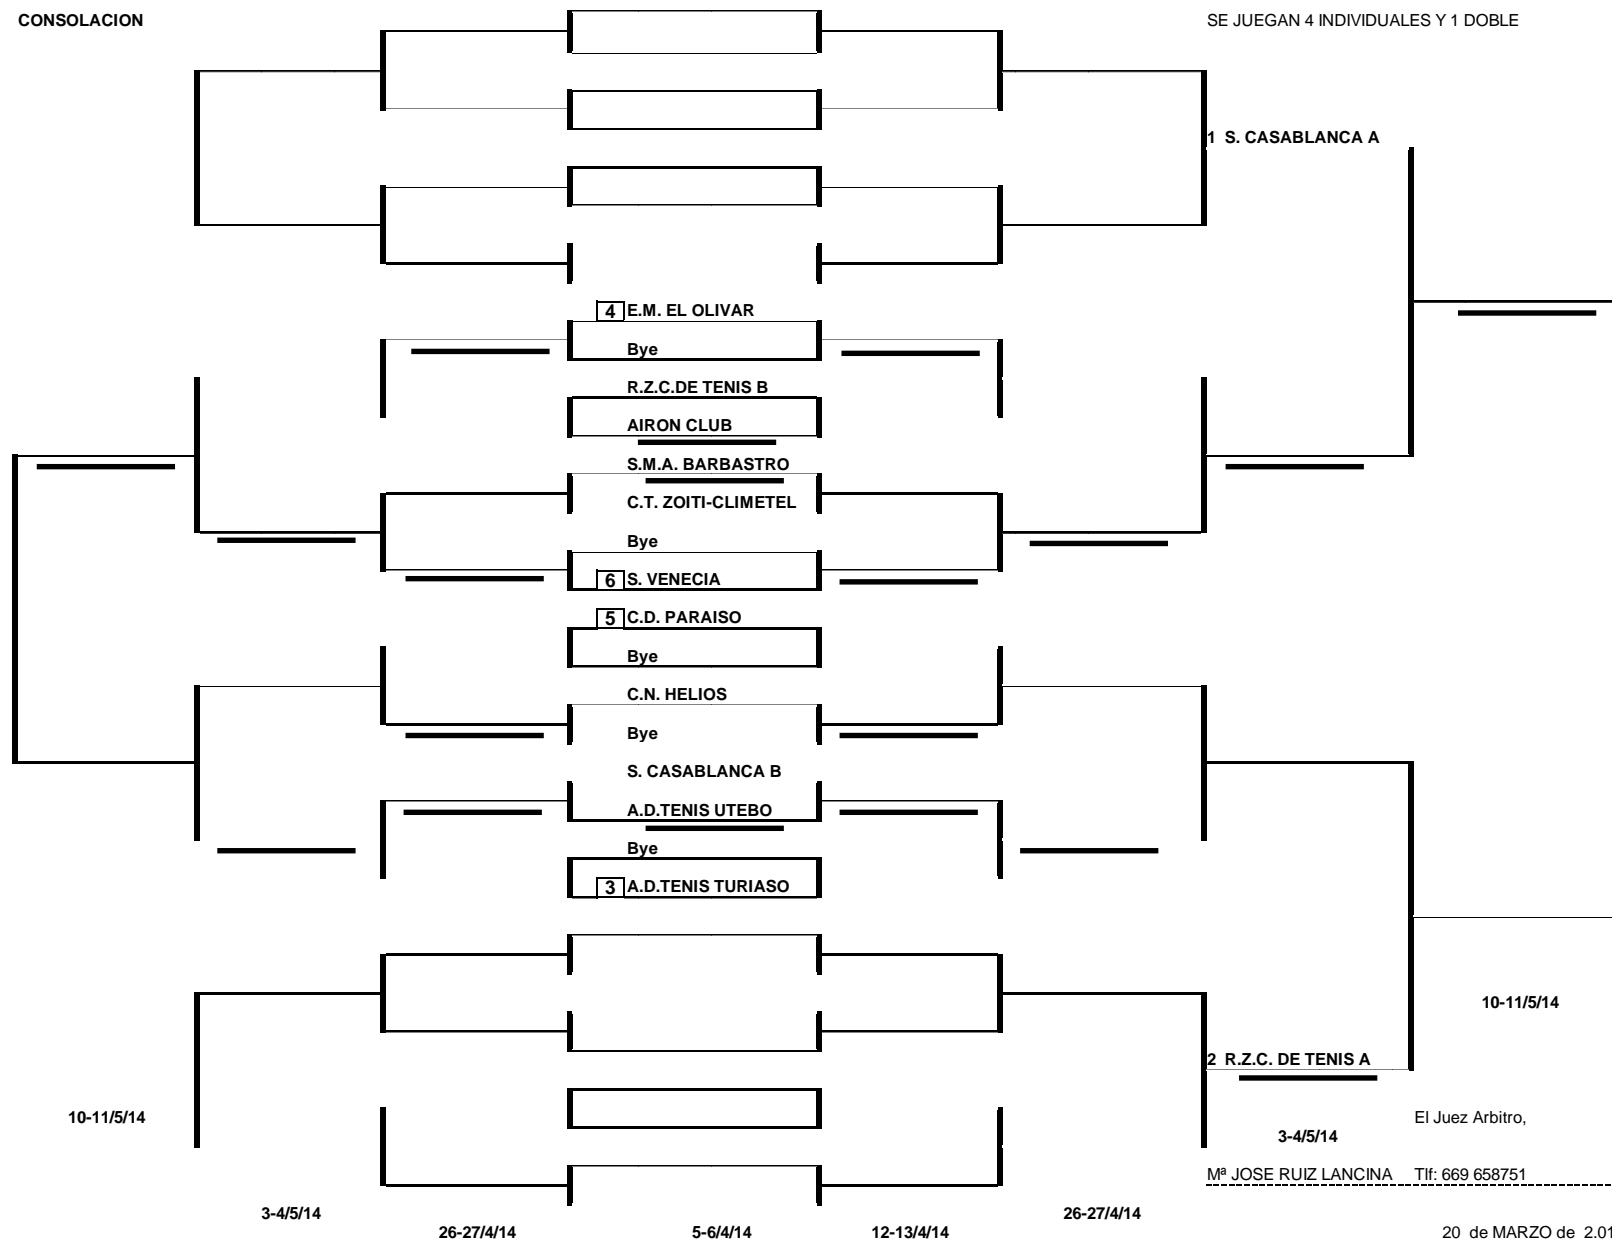 CONSOLACION
SE JUEGAN 4 INDIVIDUALES Y 1 DOBLE
1 S. CASABLANCA A
4 E.M. EL OLIVAR
Bye
R.Z.C.DE TENIS B
AIRON CLUB
S.M.A. BARBASTRO
C.T. ZOITI-CLIMETEL
Bye
6 S. VENECIA
5 C.D. PARAISO
Bye
C.N. HELIOS
Bye
S. CASABLANCA B
A.D.TENIS UTEBO
Bye
3 A.D.TENIS TURIASO
10-11/5/14
2 R.Z.C. DE TENIS A
10-11/5/14
El Juez Arbitro,
3-4/5/14
Mª JOSE RUIZ LANCINA Tlf: 669 658751
3-4/5/14
26-27/4/14
26-27/4/14
5-6/4/14
12-13/4/14
20 de MARZO de 2.01